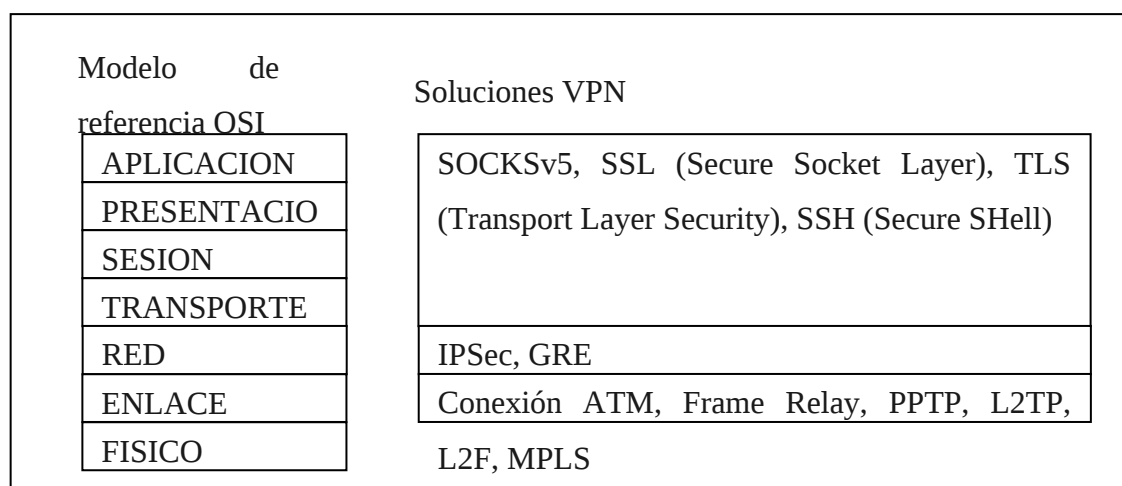 Modelo de
referencia OSI
Soluciones VPN
APLICACION
PRESENTACIO
SESION
TRANSPORTE
RED
ENLACE
FISICO
SOCKSv5, SSL (Secure Socket Layer), TLS
(Transport Layer Security), SSH (Secure SHell)
IPSec, GRE
Conexión ATM, Frame Relay, PPTP, L2TP,
L2F, MPLS